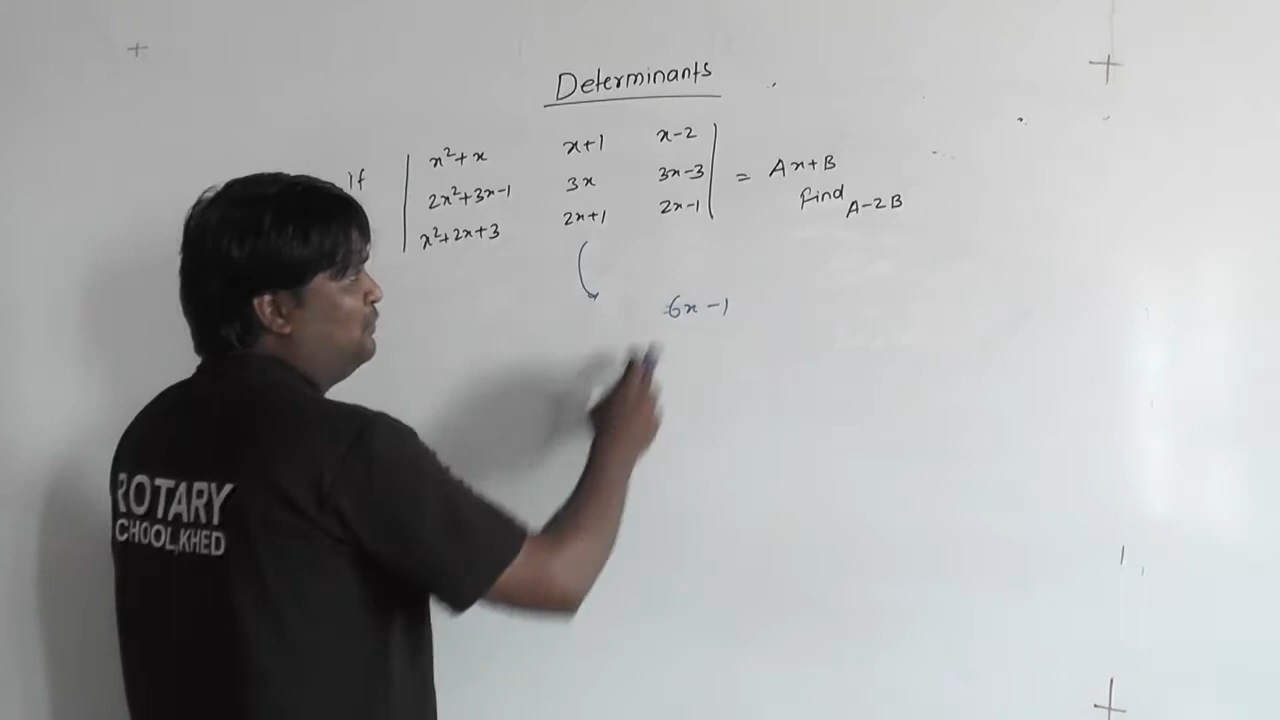 Determinants
If | x²+x x+1 x-2 |
| 2x²+3x-1 3x 3x-3 | = Ax+B
| x²+2x+3 2x+1 2x-1 | find A-2B
6x-1
ROTARY
CHOOL,KHED